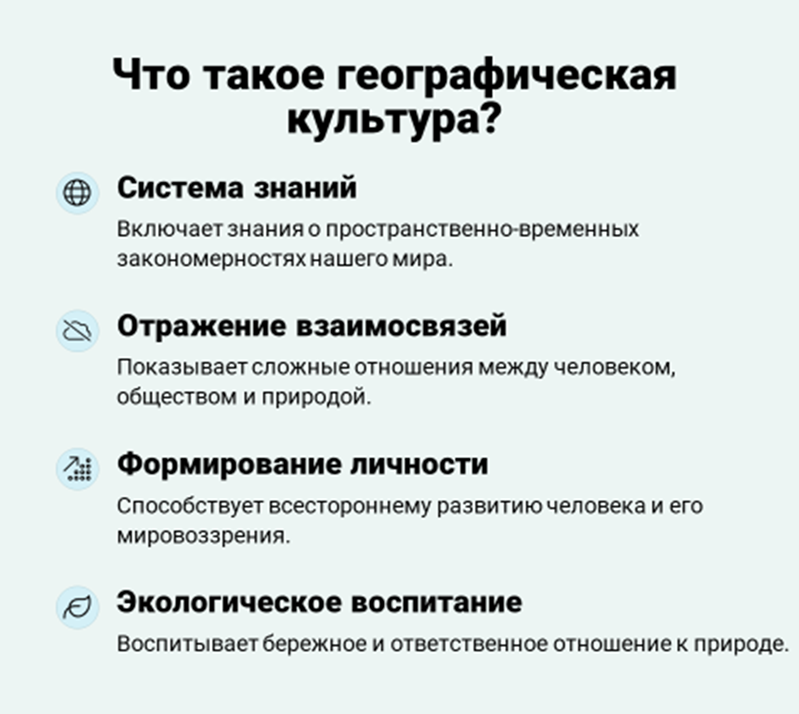 Что такое географическая
культура?
Система знаний
Включает знания о пространственно-временных
закономерностях нашего мира.
Отражение взаимосвязей
Показывает сложные отношения между человеком,
обществом и природой.
Формирование личности
Способствует всестороннему развитию человека и его
мировоззрения.
Экологическое воспитание
Воспитывает бережное и ответственное отношение к природе.